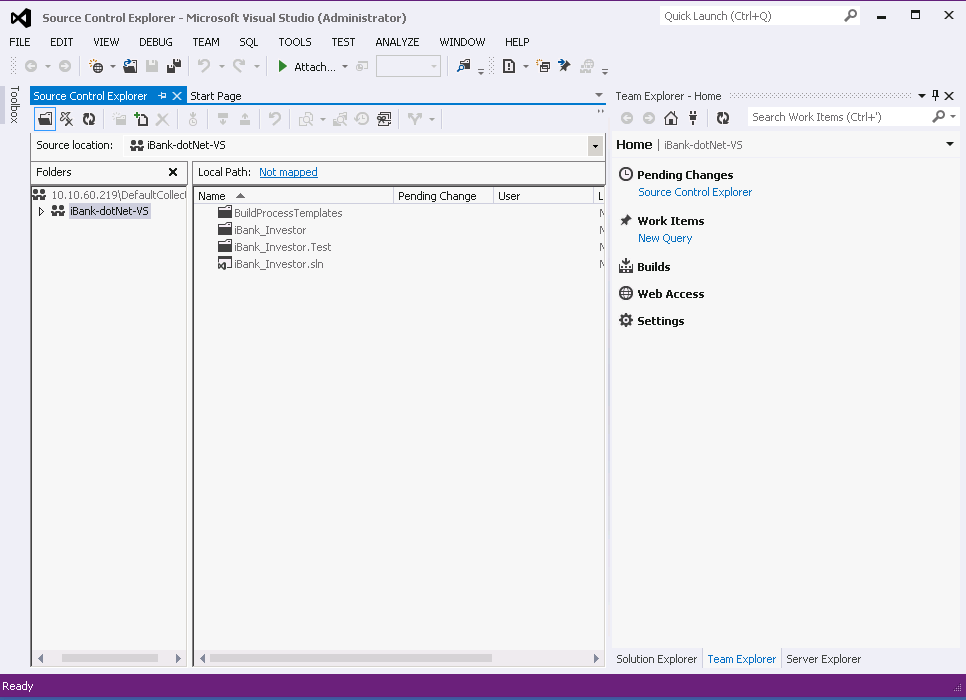 Source Control Explorer - Microsoft Visual Studio (Administrator)
Quick Launch (Ctrl+Q)
FILE EDIT VIEW DEBUG TEAM SQL TOOLS TEST ANALYZE WINDOW HELP
Attach...
Toolbox
Source Control Explorer Start Page
Source location: iBank-dotNet-VS
Folders
10.10.60.219\DefaultCollect
iBank-dotNet-VS
Local Path: Not mapped
Name Pending Change User L
BuildProcessTemplates N
iBank_Investor N
iBank_Investor.Test N
iBank_Investor.sln N
Team Explorer - Home
Search Work Items (Ctrl+')
Home | iBank-dotNet-VS
Pending Changes
Source Control Explorer
Work Items
New Query
Builds
Web Access
Settings
Solution Explorer Team Explorer Server Explorer
Ready